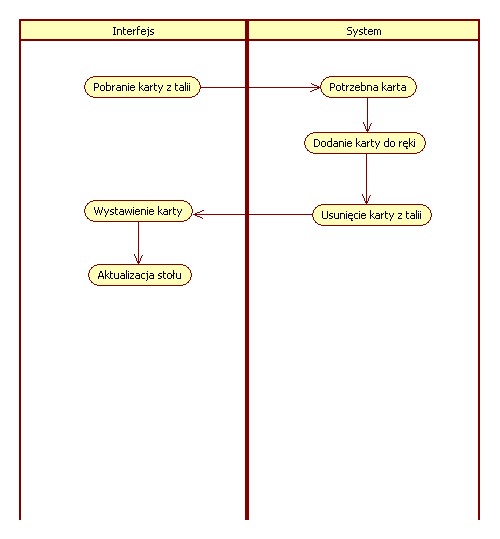 Interfejs
System
Pobranie karty z talii
Potrzebna karta
Dodanie karty do ręki
Wystawienie karty
Usunięcie karty z talii
Aktualizacja stołu